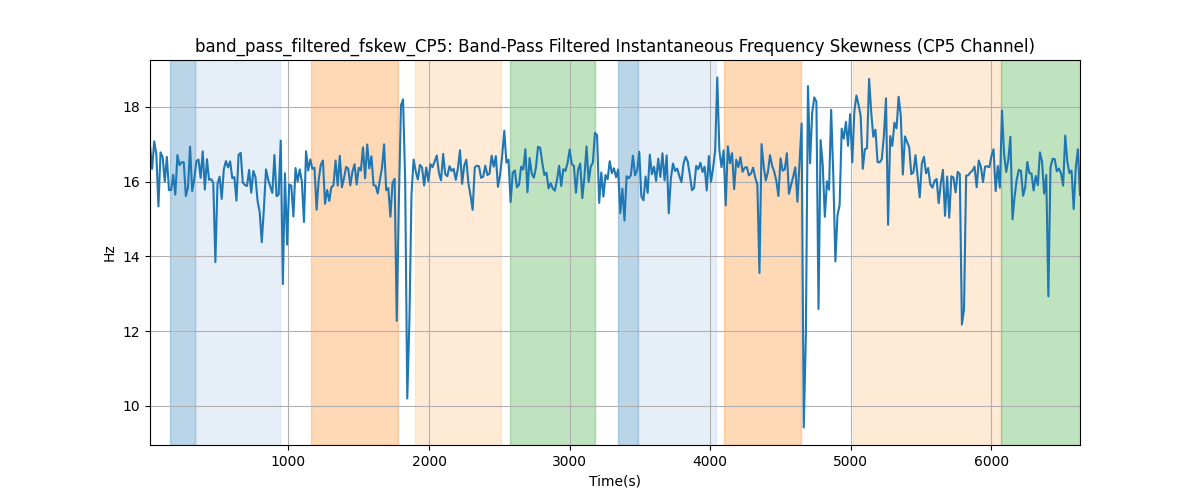 band_pass_filtered_fskew_CP5: Band-Pass Filtered Instantaneous Frequency Skewness (CP5 Channel)
18
16
14
12
10
Hz
1000 2000 3000 4000 5000 6000
Time(s)